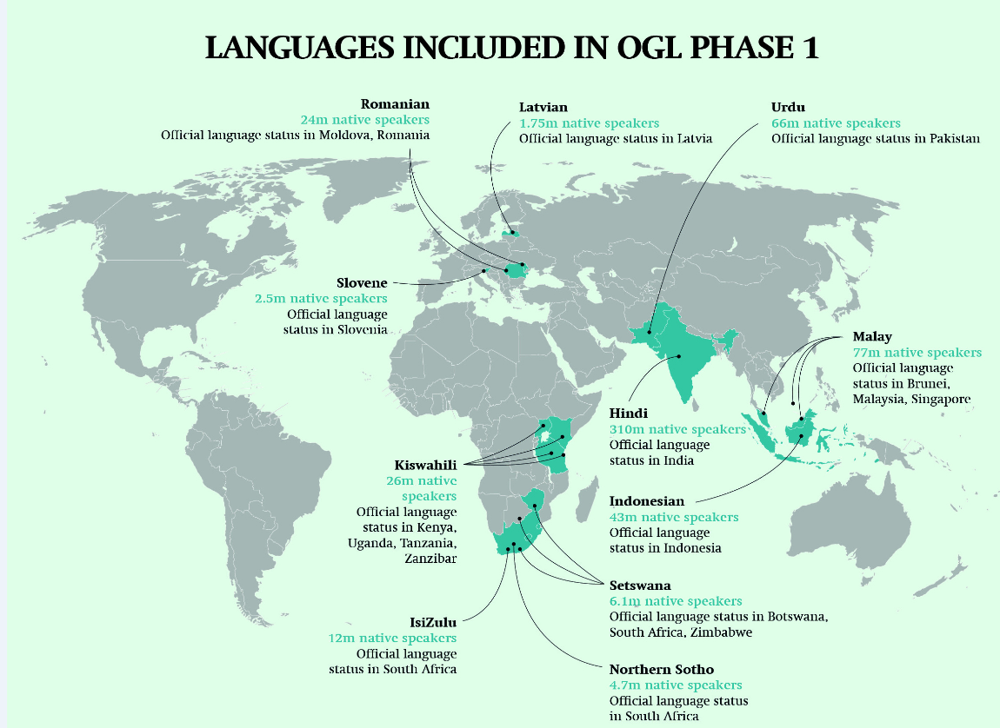 LANGUAGES INCLUDED IN OGL PHASE 1
Romanian
24m native speakers
Official language status in Moldova, Romania
Latvian
1.75m native speakers
Official language status in Latvia
Urdu
66m native speakers
Official language status in Pakistan
Slovene
2.5m native speakers
Official language
status in Slovenia
Malay
77m native speakers
Official language
status in Brunei,
Malaysia, Singapore
Hindi
310m native speakers
Official language
status in India
Kiswahili
26m native
speakers
Official language
status in Kenya,
Uganda, Tanzania,
Zanzibar
Indonesian
43m native speakers
Official language
status in Indonesia
Setswana
6.1m native speakers
Official language status in Botswana,
South Africa, Zimbabwe
IsiZulu
12m native speakers
Official language
status in South Africa
Northern Sotho
4.7m native speakers
Official language status
in South Africa